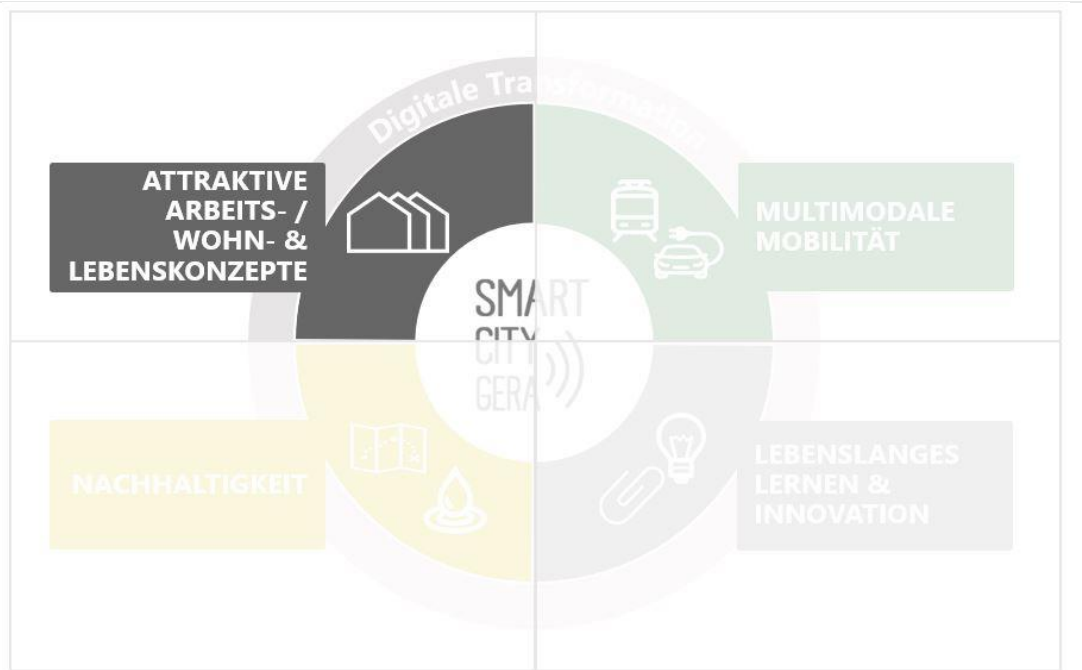 Digitale Transformation
ATTRAKTIVE
ARBEITS- /
WOHN- &
LEBENSKONZEPTE
MULTIMODALE
MOBILITÄT
SMART
CITY
GERA
NACHHALTIGKEIT
LEBENSLANGES
LERNEN &
INNOVATION